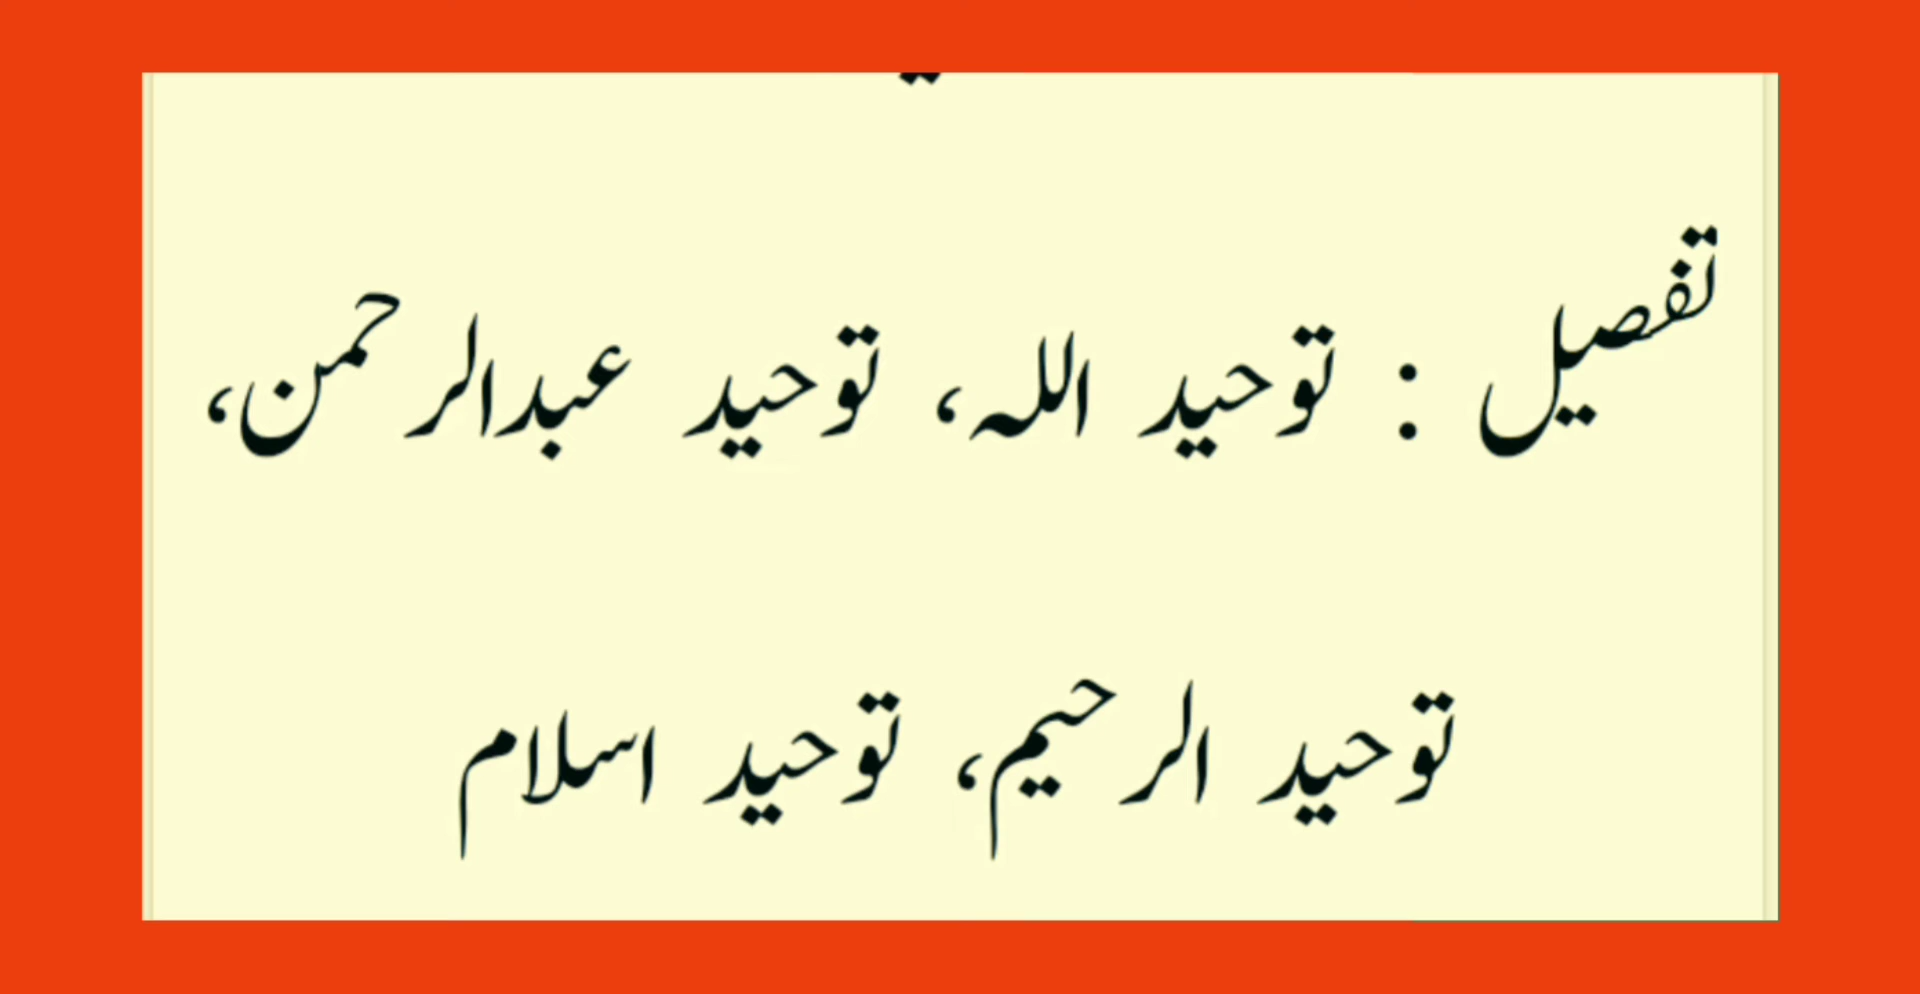 تفصیل : توحید اللہ، توحید عبدالرحمن،
توحید الرحیم، توحید اسلام